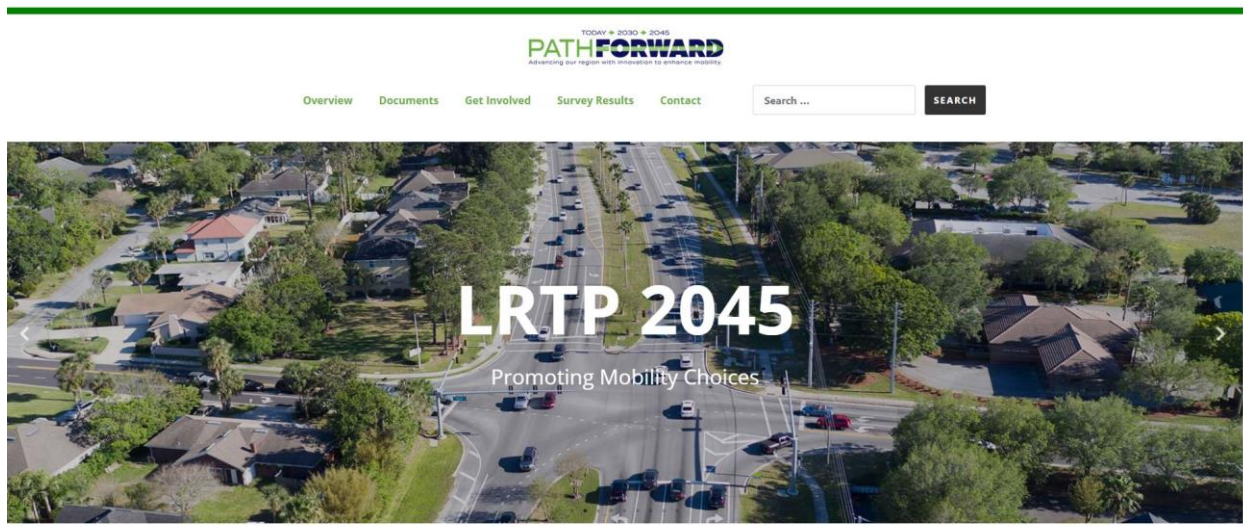 TODAY + 2030 + 2045
PATHFORWARD
Advancing our region with innovation to enhance mobility.
Overview Documents Get Involved Survey Results Contact Search ... SEARCH
LRTP 2045
Promoting Mobility Choices